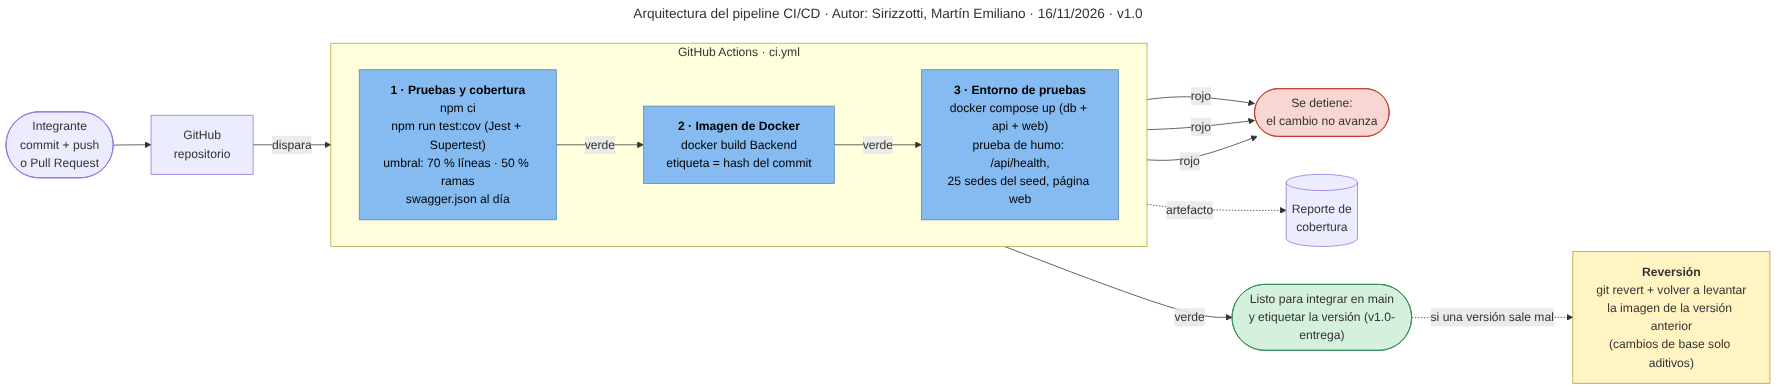 Arquitectura del pipeline CI/CD · Autor: Sirizzotti, Martín Emiliano · 16/11/2026 · v1.0
Integrante
commit + push
o Pull Request
GitHub
repositorio
dispara
GitHub Actions · ci.yml
1 · Pruebas y cobertura
npm ci
npm run test:cov (Jest +
Supertest)
umbral: 70 % líneas · 50 %
ramas
swagger.json al día
verde
2 · Imagen de Docker
docker build Backend
etiqueta = hash del commit
verde
3 · Entorno de pruebas
docker compose up (db +
api + web)
prueba de humo:
/api/health,
25 sedes del seed, página
web
rojo
rojo
rojo
Se detiene:
el cambio no avanza
artefacto
Reporte de
cobertura
verde
Listo para integrar en main
y etiquetar la versión (v1.0-
entrega)
si una versión sale mal
Reversión
git revert + volver a levantar
la imagen de la versión
anterior
(cambios de base solo
aditivos)